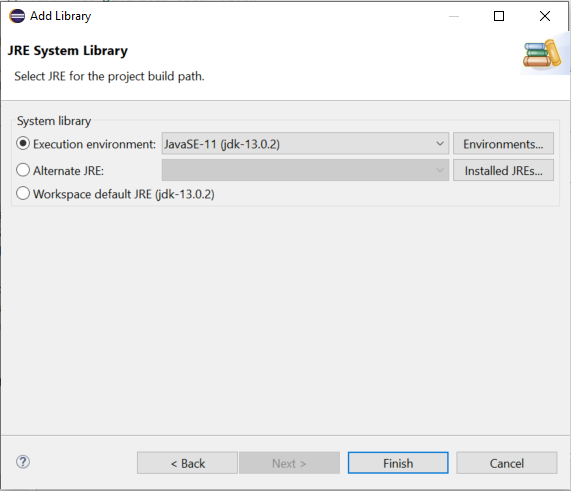 Add Library
JRE System Library
Select JRE for the project build path.
System library
Execution environment: JavaSE-11 (jdk-13.0.2) Environments...
Alternate JRE: Installed JREs...
Workspace default JRE (jdk-13.0.2)
? < Back Next > Finish Cancel